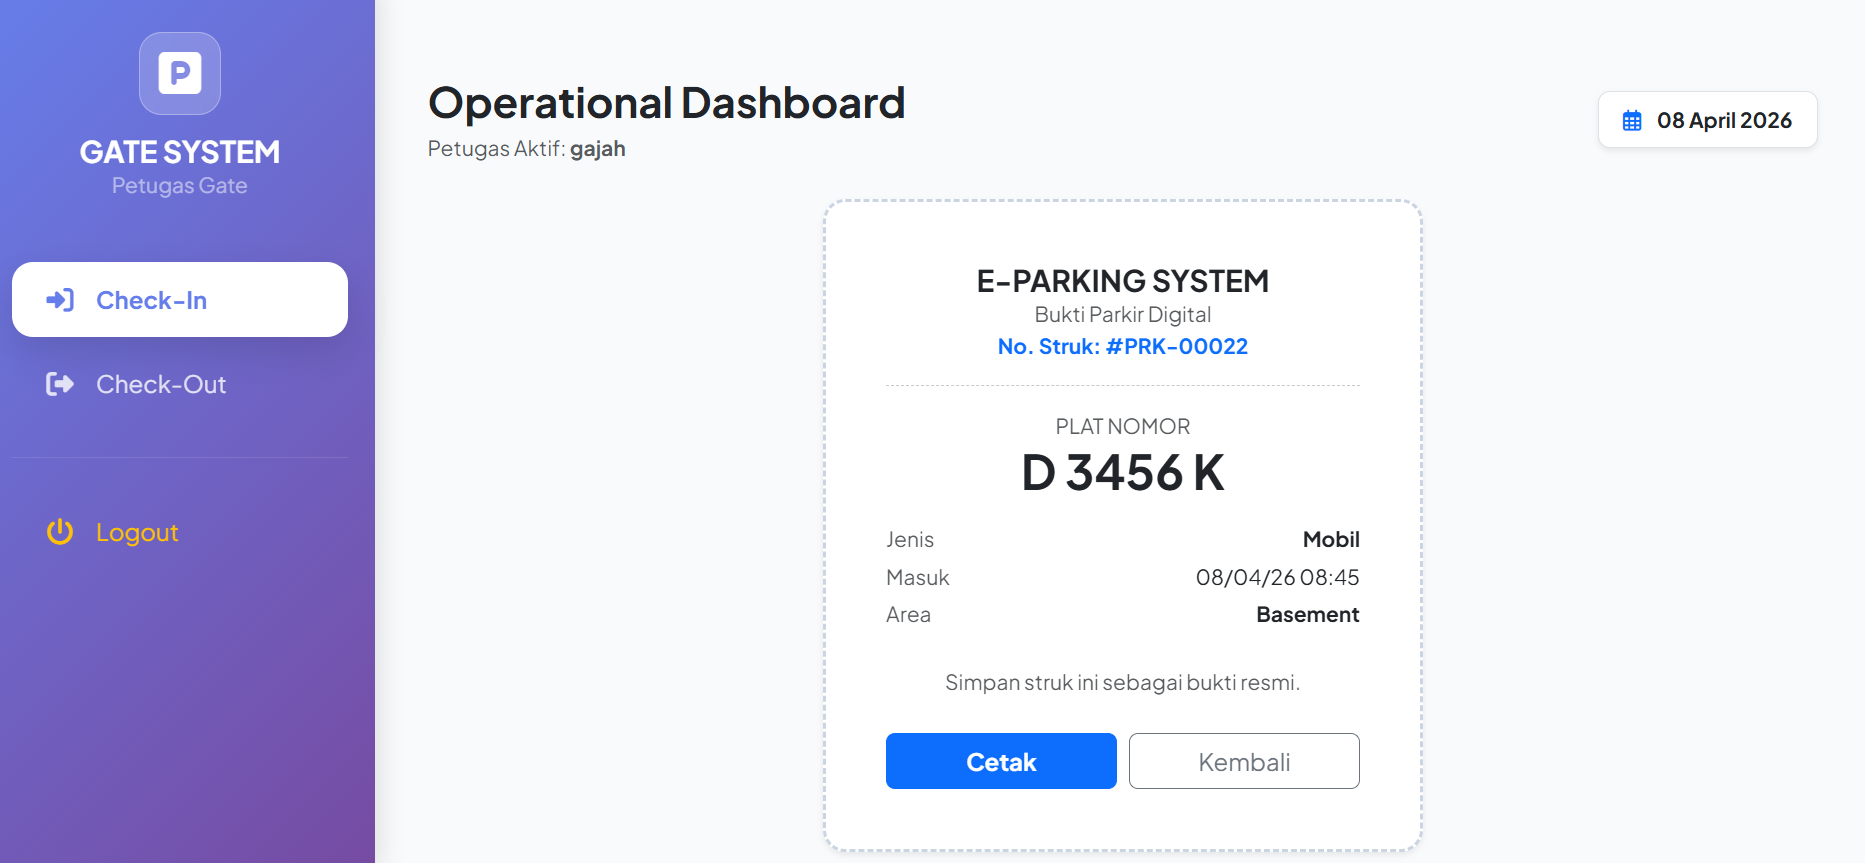 P
GATE SYSTEM
Petugas Gate
Check-In
Check-Out
Logout
Operational Dashboard
Petugas Aktif: gajah
08 April 2026
E-PARKING SYSTEM
Bukti Parkir Digital
No. Struk: #PRK-00022
PLAT NOMOR
D 3456 K
Jenis Mobil
Masuk 08/04/26 08:45
Area Basement
Simpan struk ini sebagai bukti resmi.
Cetak Kembali